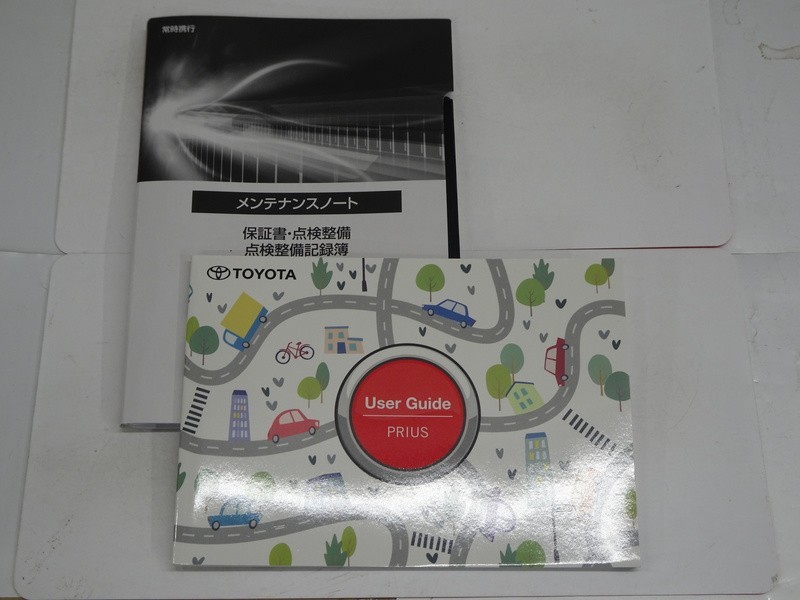 常時携行
メンテナンスノート
保証書・点検整備
点検整備記録簿
TOYOTA
User Guide
PRIUS